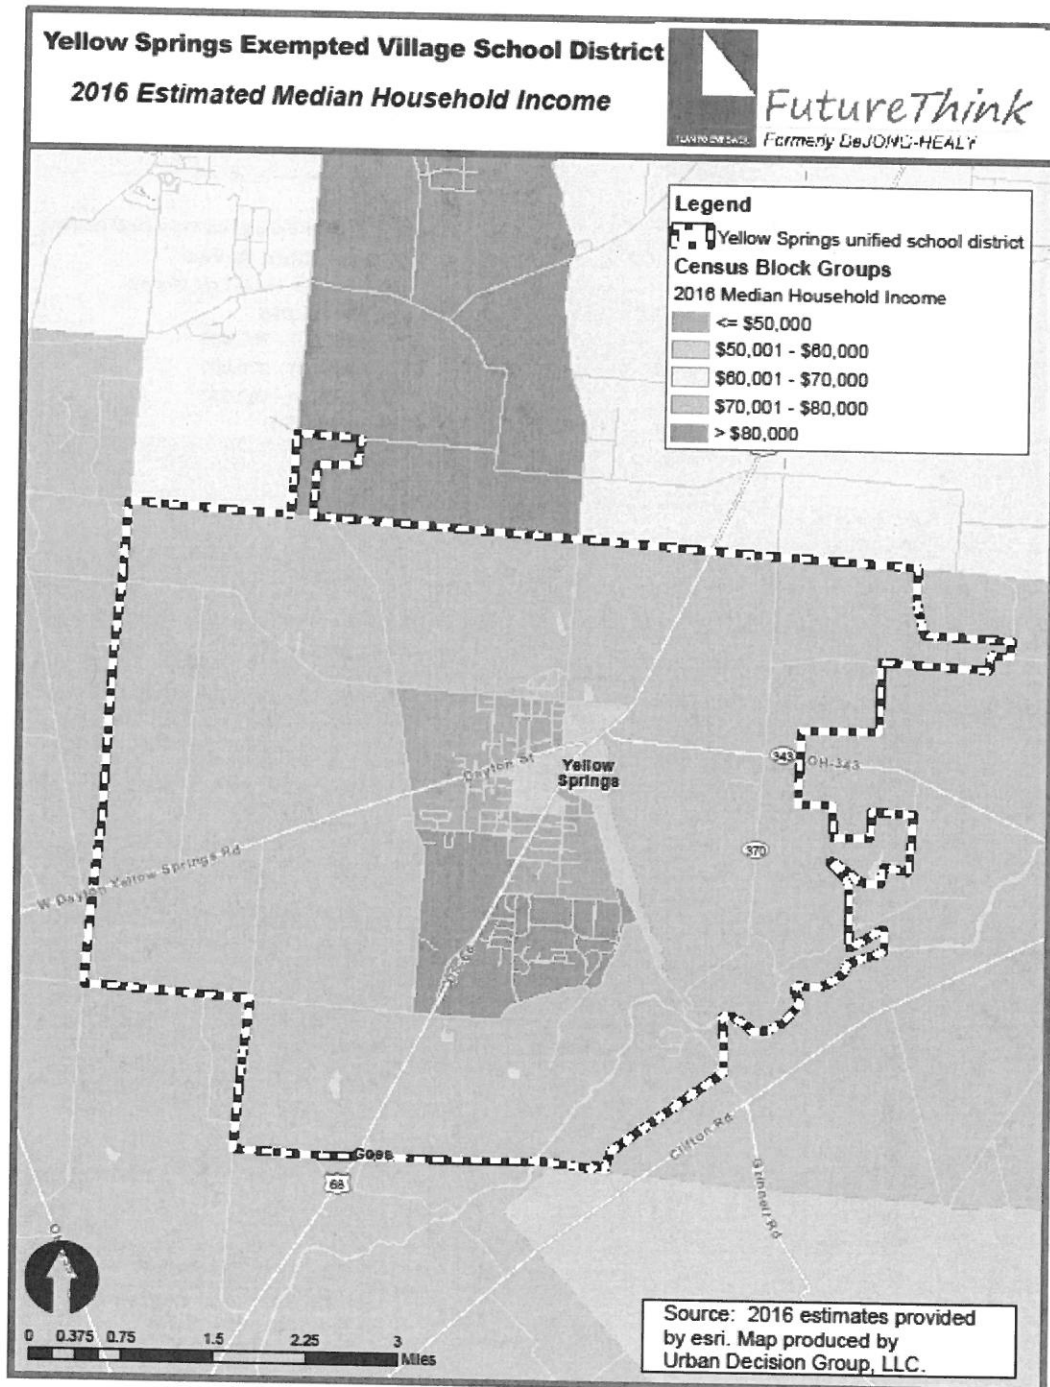 Yellow Springs Exempted Village School District
2016 Estimated Median Household Income
FutureThink
Formerly DeJONG-HEALY
Legend
Yellow Springs unified school district
Census Block Groups
2016 Median Household Income
<= $50,000
$50,001 - $60,000
$60,001 - $70,000
$70,001 - $80,000
> $80,000
343
OH-343
Dayton St
Yellow
Springs
370
W Dayton Yellow Springs Rd
Clifton Rd
Goes
68
Grinnell Rd
0 0.375 0.75 1.5 2.25 3
Miles
Source: 2016 estimates provided
by esri. Map produced by
Urban Decision Group, LLC.